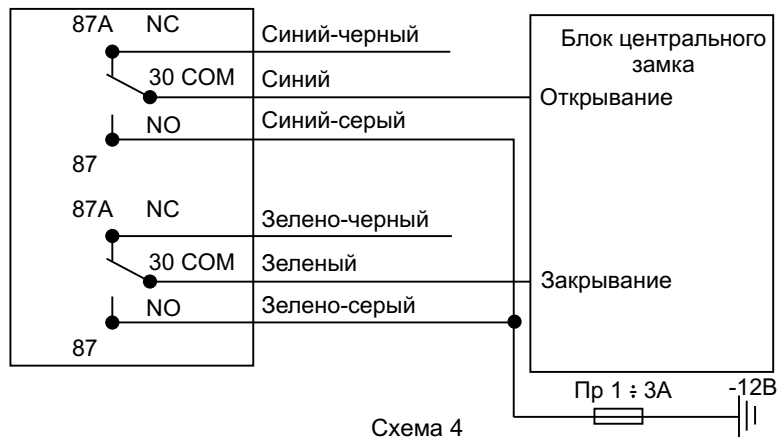 87A NC
Синий-черный
30 COM
Синий
NO
Синий-серый
87
87A NC
Зелено-черный
30 COM
Зеленый
NO
Зелено-серый
87
Блок центрального
замка
Открывание
Закрывание
Пр 1 ÷ 3А
-12В
Схема 4